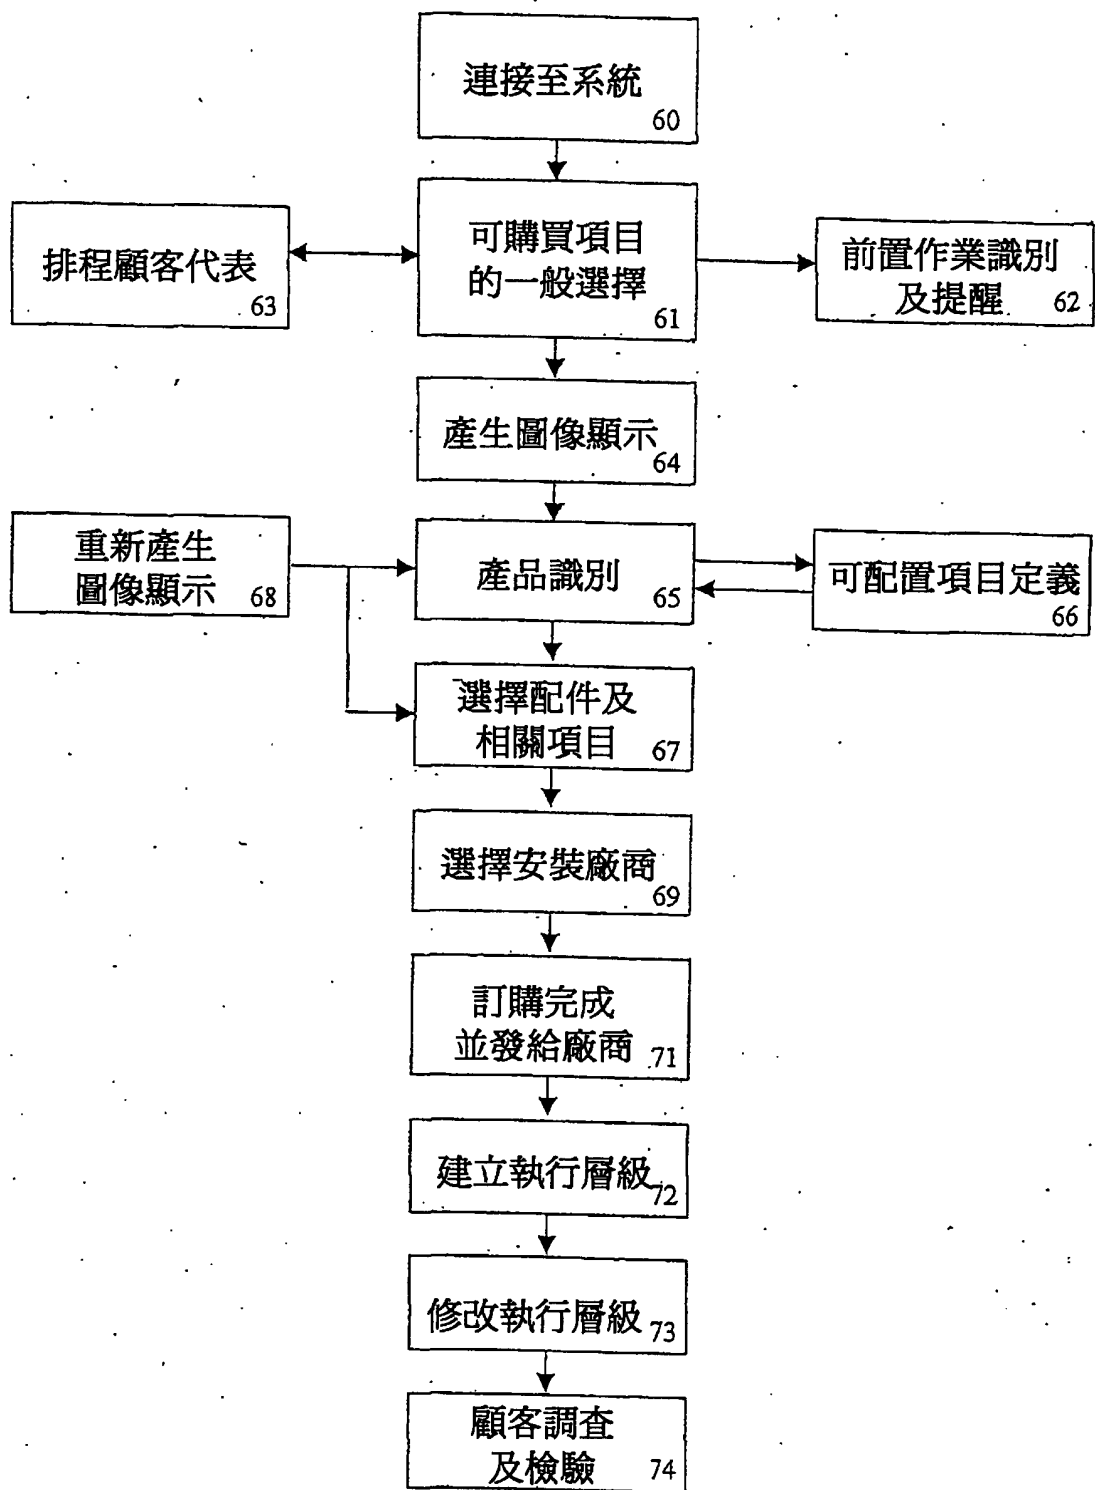 連接至系統
60
排程顧客代表
63
可購買項目
的一般選擇
61
前置作業識別
及提醒
62
產生圖像顯示
64
重新產生
圖像顯示
68
產品識別
65
可配置項目定義
66
選擇配件及
相關項目
67
選擇安裝廠商
69
訂購完成
並發給廠商
71
建立執行層級
72
修改執行層級
73
顧客調查
及檢驗
74